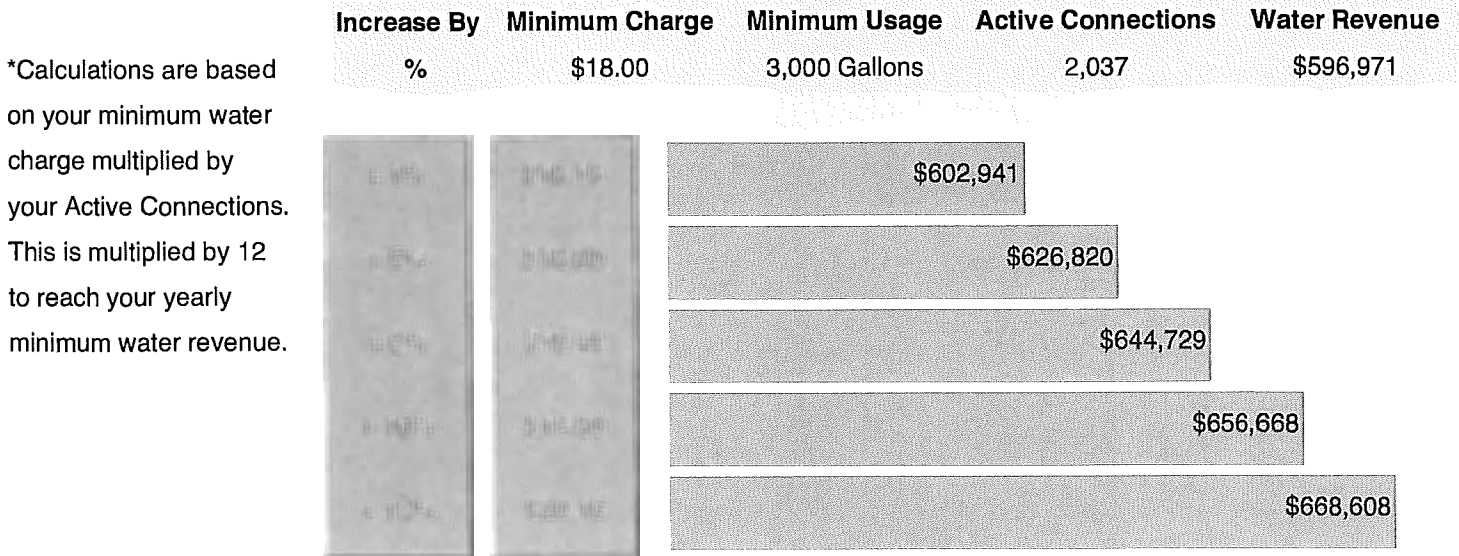 Increase By Minimum Charge Minimum Usage Active Connections Water Revenue
% $18.00 3,000 Gallons 2,037 $596,971
*Calculations are based
on your minimum water
charge multiplied by
your Active Connections.
This is multiplied by 12
to reach your yearly
minimum water revenue.
$602,941
$626,820
$644,729
$656,668
$668,608